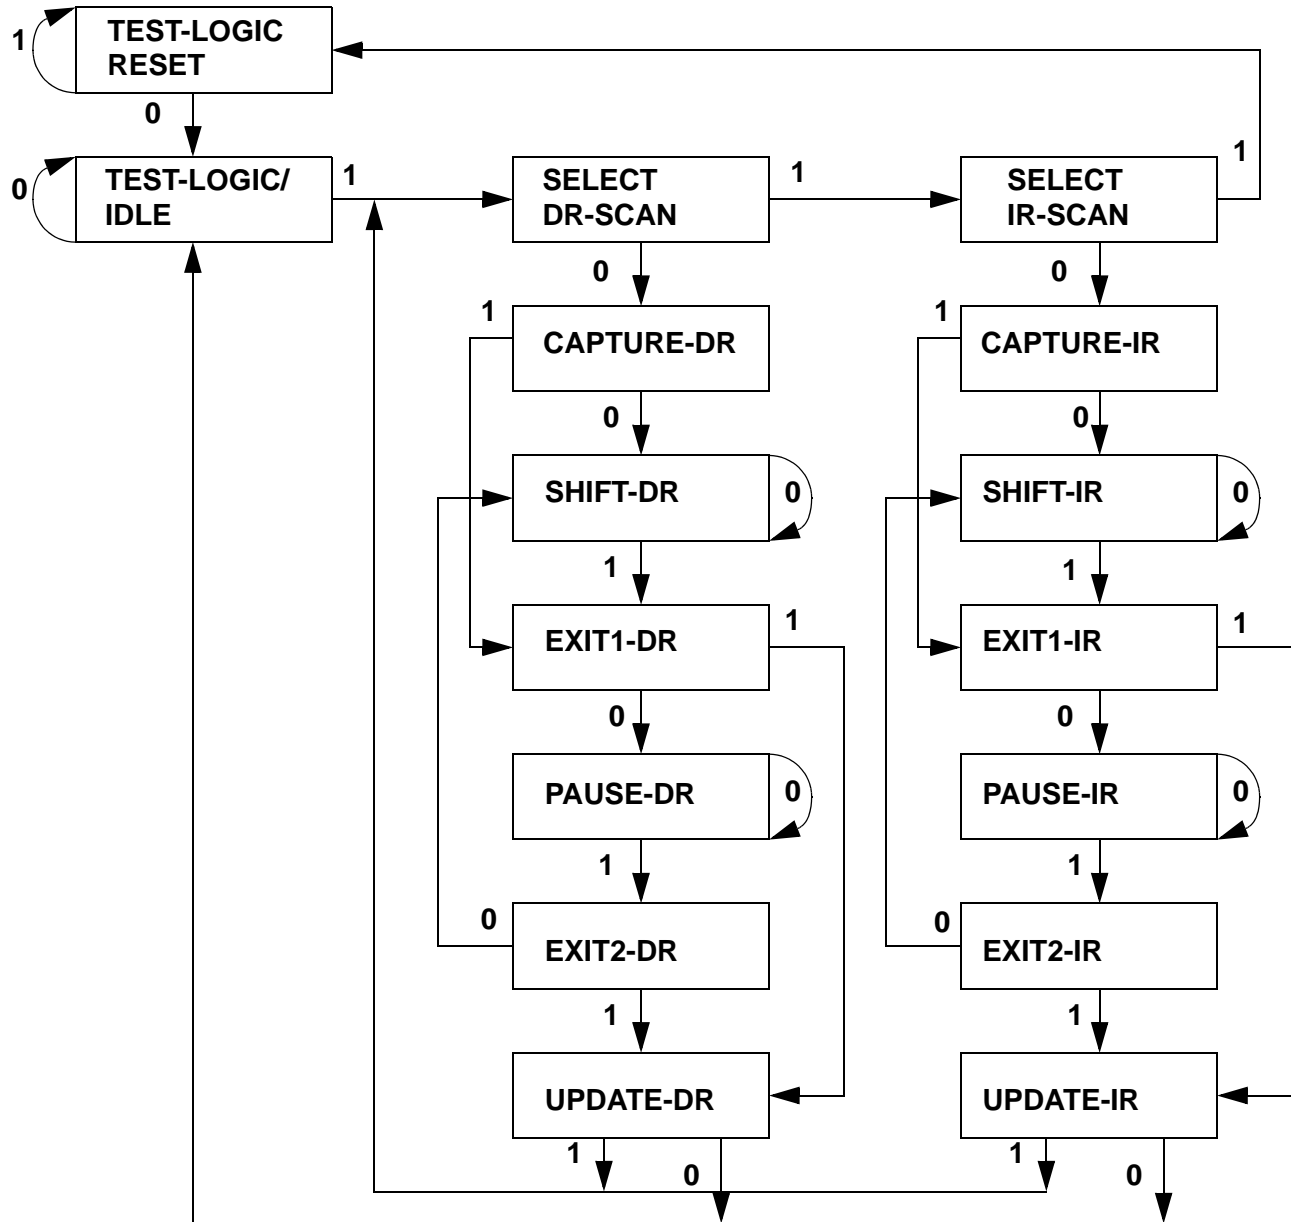 TEST-LOGIC
RESET
1
0
TEST-LOGIC/
IDLE
0
1
SELECT
DR-SCAN
1
SELECT
IR-SCAN
1
0
0
1
CAPTURE-DR
1
CAPTURE-IR
0
0
SHIFT-DR
0
SHIFT-IR
0
1
1
EXIT1-DR
1
EXIT1-IR
1
0
0
PAUSE-DR
0
PAUSE-IR
0
1
1
0
EXIT2-DR
0
EXIT2-IR
1
1
UPDATE-DR
UPDATE-IR
1
0
1
0